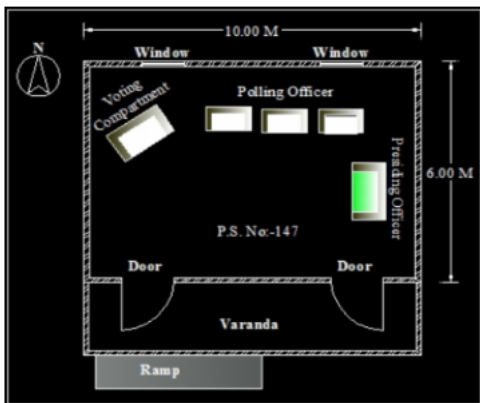 10.00 M
N
Window
Window
Voting
Compartment
Polling Officer
Presiding Officer
6.00 M
P.S. No:-147
Door
Door
Varanda
Ramp